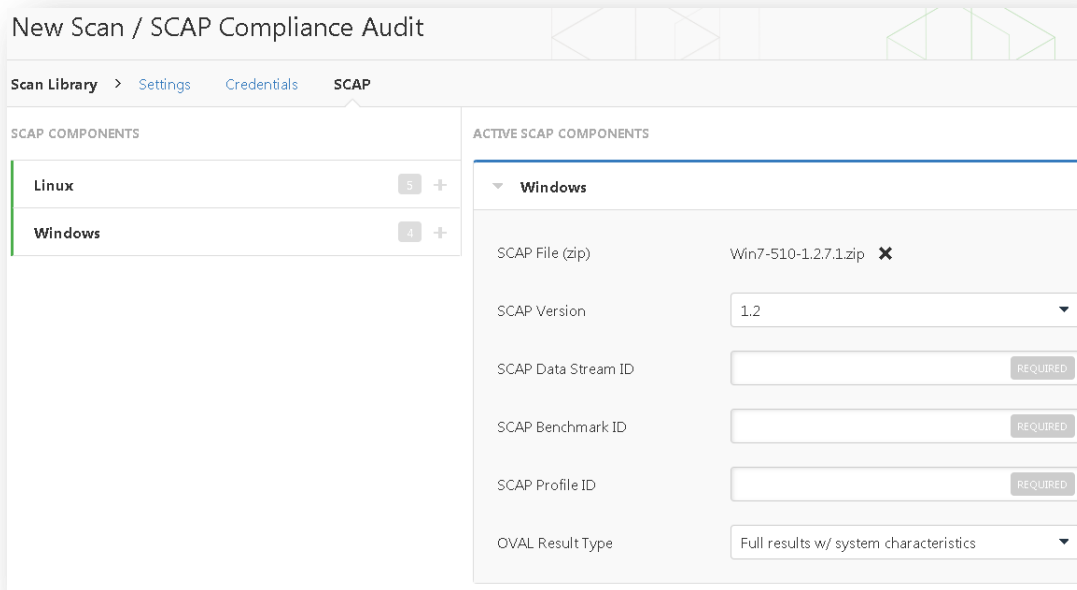 New Scan / SCAP Compliance Audit
Scan Library > Settings Credentials SCAP
SCAP COMPONENTS
Linux 5 +
Windows 4 +
ACTIVE SCAP COMPONENTS
Windows
SCAP File (zip) Win7-510-1.2.7.1.zip ✖
SCAP Version 1.2
SCAP Data Stream ID REQUIRED
SCAP Benchmark ID REQUIRED
SCAP Profile ID REQUIRED
OVAL Result Type Full results w/ system characteristics